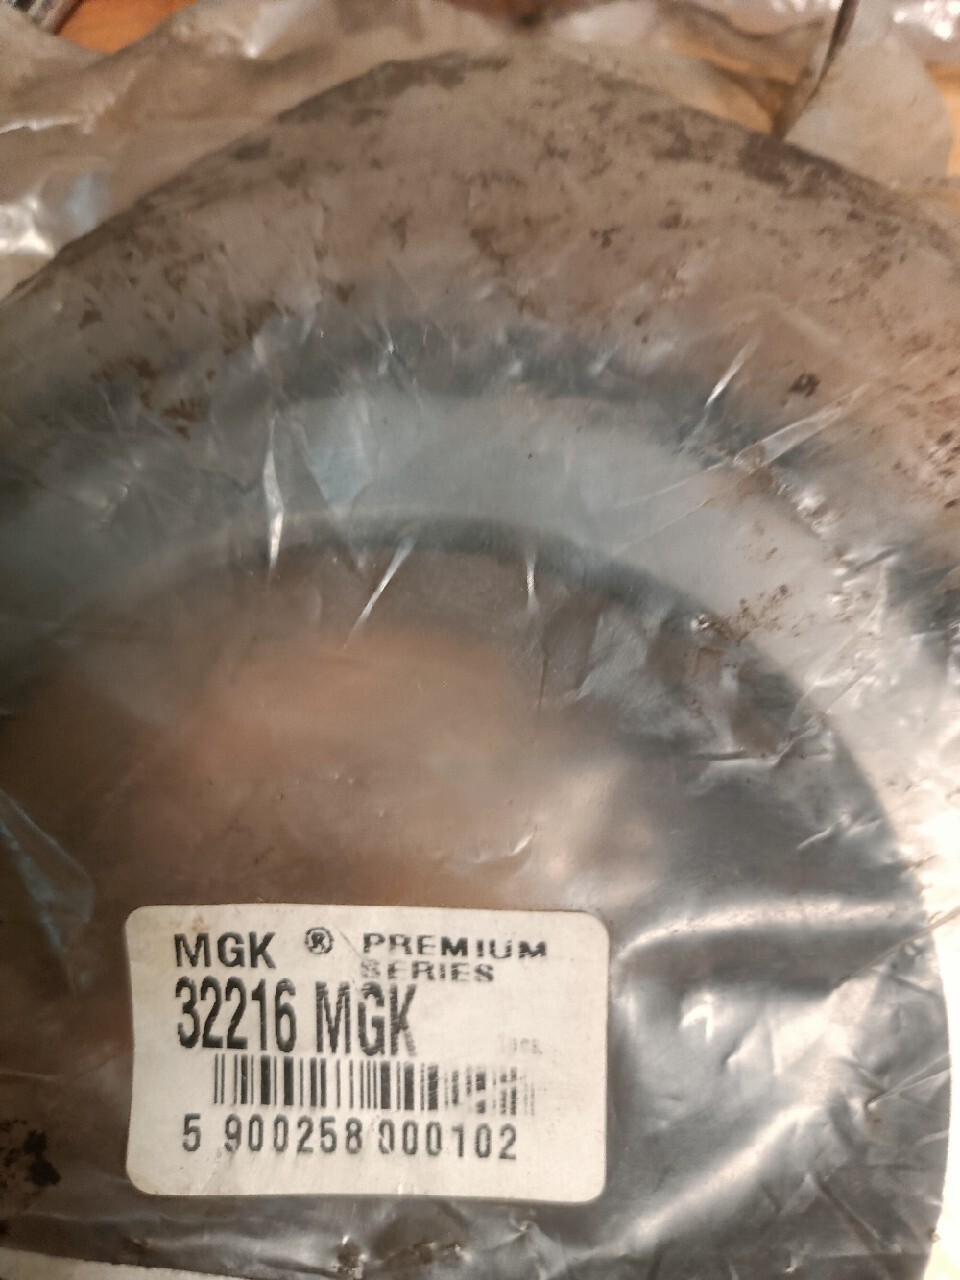 MGK ® PREMIUM
SERIES
32216 MGK
5 900258 000102